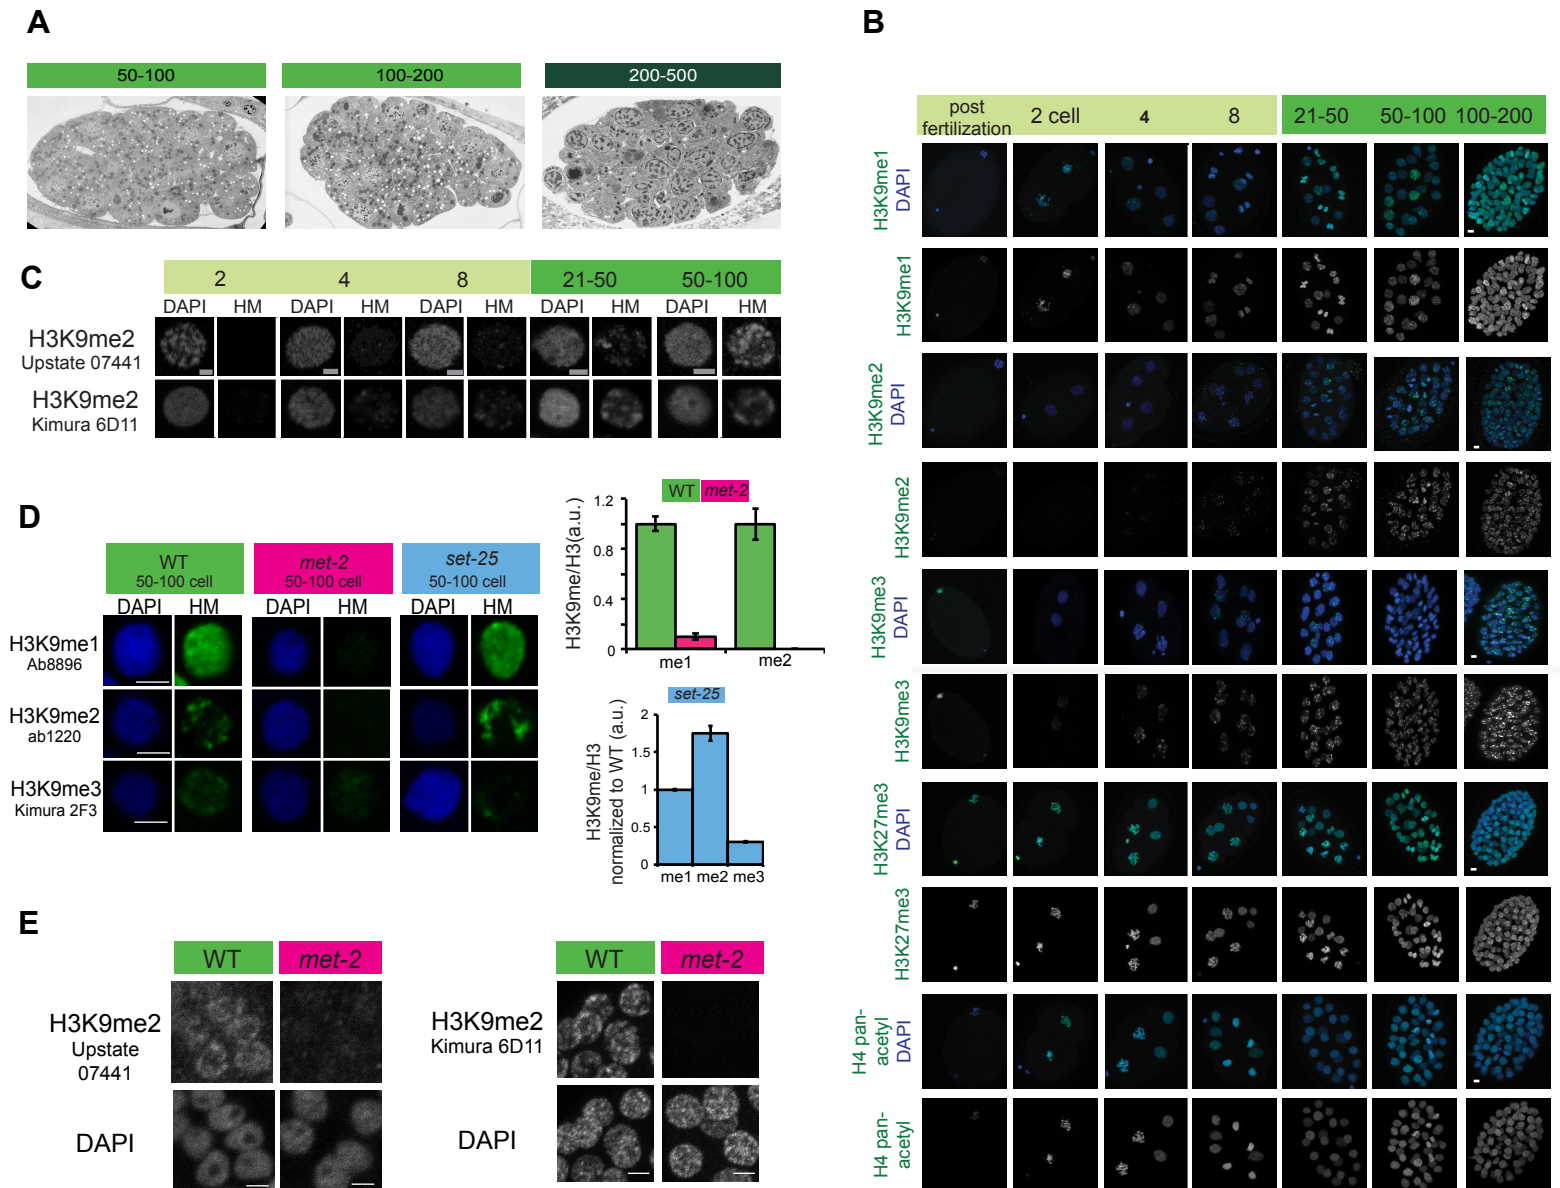 A
50-100
100-200
200-500
B
post
fertilization
2 cell
4
8
21-50
50-100
100-200
H3K9me1
DAPI
H3K9me1
H3K9me2
DAPI
H3K9me2
H3K9me3
DAPI
H3K9me3
H3K27me3
DAPI
H3K27me3
H4 pan-
acetyl
DAPI
H4 pan-
acetyl
C
2
4
8
21-50
50-100
DAPI HM DAPI HM DAPI HM DAPI HM DAPI HM
H3K9me2
Upstate 07441
H3K9me2
Kimura 6D11
D
WT
50-100 cell
met-2
50-100 cell
set-25
50-100 cell
DAPI HM DAPI HM DAPI HM
H3K9me1
Ab8896
H3K9me2
ab1220
H3K9me3
Kimura 2F3
WT met-2
H3K9me/H3(a.u.)
1.2
1
0.8
0.4
0
me1
me2
set-25
H3K9me/H3
normalized to WT (a.u.)
2
1.5
1
0.5
0
me1 me2 me3
E
WT
met-2
H3K9me2
Upstate
07441
DAPI
WT
met-2
H3K9me2
Kimura 6D11
DAPI